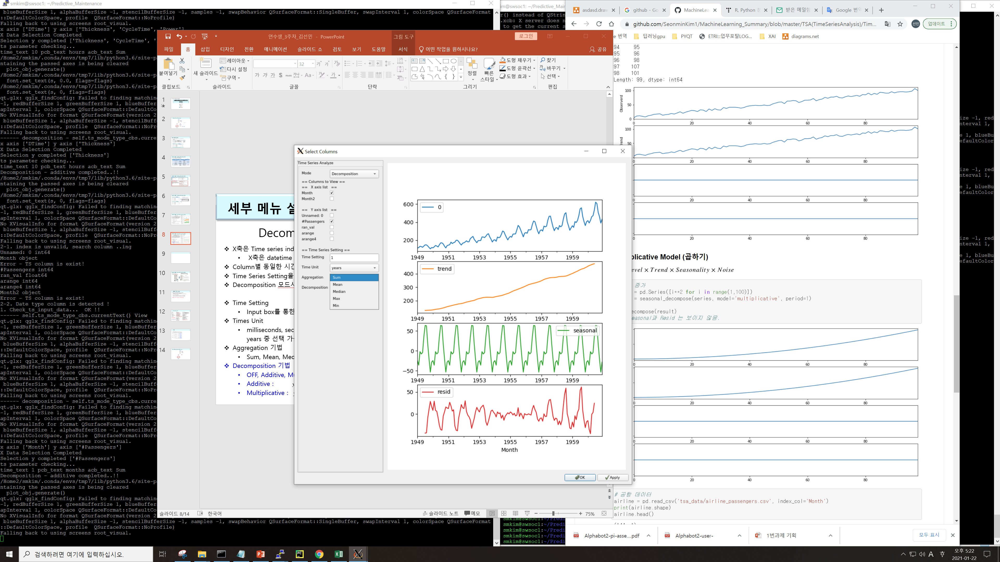 smkim@swsoc1: ~/Predictive_Maintenance
blueBufferSize 1, alphaBufferSize -1, stencilBufferSize -1, samples -1, swapBehavior QSurfaceFormat::SingleBuffer, swapInterval 1, colorSpace QSurfaceFormat
::DefaultColorSpace, profile  QSurfaceFormat::NoProfile)
Falling back to using screens root_visual.
x axis ['DTime'] y axis ['Thickness', 'CycleTime', 'Power']
X Data Selection Completed
Selection y completed ['Thickness', 'CycleTime', '
ts parameter checking...
time_text 10 pcb_text hours acb_text Sum
/Home2/smkim/.conda/envs/tmp7/lib/python3.6/site-p
ntaining the passed axes is being cleared
plot_obj.generate()
/Home2/smkim/.conda/envs/tmp7/lib/python3.6/site-p
font.set_text(s, 0.0, flags=flags)
/Home2/smkim/.conda/envs/tmp7/lib/python3.6/site-p
font.set_text(s, 0, flags=flags)
qt.glx: qglx_findConfig: Failed to finding matchin
-1, redBufferSize 1, greenBufferSize 1, blueBuffer
apInterval 1, colorSpace QSurfaceFormat::DefaultCo
No XVisualInfo for format QSurfaceFormat(version 2
blueBufferSize 1, alphaBufferSize -1, stencilBuff
::DefaultColorSpace, profile  QSurfaceFormat::NoPr
Falling back to using screens root_visual.
------ decomposition - self.ts_mode_type_cbs.curre
x axis ['DTime'] y axis ['Thickness']
X Data Selection Completed
Selection y completed ['Thickness']
ts parameter checking...
time_text 10 pcb_text hours acb_text Sum
Decomposition - additive completed..!!
/Home2/smkim/.conda/envs/tmp7/lib/python3.6/site-p
ntaining the passed axes is being cleared
plot_obj.generate()
/Home2/smkim/.conda/envs/tmp7/lib/python3.6/site-p
font.set_text(s, 0, flags=flags)
qt.glx: qglx_findConfig: Failed to finding matchin
-1, redBufferSize 1, greenBufferSize 1, blueBuffer
apInterval 1, colorSpace QSurfaceFormat::DefaultCo
No XVisualInfo for format QSurfaceFormat(version 2
blueBufferSize 1, alphaBufferSize -1, stencilBuff
::DefaultColorSpace, profile  QSurfaceFormat::NoPr
Falling back to using screens root_visual.
2-1. index is unvalid, search column ..ing
Unnamed: 0 int64
Month object
Error - TS column is exist!
#Passengers int64
ran_val float64
arange int64
arange4 int64
Month2 object
Error - TS column is exist!
2-2. Date type column is detected !
1. Check_ts_input_data...  OK !!
------ self.ts_mode_type_cbs.currentText() View
qt.glx: qglx_findConfig: Failed to finding matchin
-1, redBufferSize 1, greenBufferSize 1, blueBuffer
apInterval 1, colorSpace QSurfaceFormat::DefaultCo
No XVisualInfo for format QSurfaceFormat(version 2
blueBufferSize 1, alphaBufferSize -1, stencilBuff
::DefaultColorSpace, profile  QSurfaceFormat::NoPr
Falling back to using screens root_visual.
qt.glx: qglx_findConfig: Failed to finding matchin
-1, redBufferSize 1, greenBufferSize 1, blueBuffer
apInterval 1, colorSpace QSurfaceFormat::DefaultCo
No XVisualInfo for format QSurfaceFormat(version 2
blueBufferSize 1, alphaBufferSize -1, stencilBuff
::DefaultColorSpace, profile  QSurfaceFormat::NoPr
Falling back to using screens root_visual.
------ decomposition - self.ts_mode_type_cbs.curre
qt.glx: qglx_findConfig: Failed to finding matchin
-1, redBufferSize 1, greenBufferSize 1, blueBuffer
apInterval 1, colorSpace QSurfaceFormat::DefaultCo
No XVisualInfo for format QSurfaceFormat(version 2
blueBufferSize 1, alphaBufferSize -1, stencilBuff
::DefaultColorSpace, profile  QSurfaceFormat::NoPr
Falling back to using screens root_visual.
x axis ['Month'] y axis ['#Passengers']
X Data Selection Completed
Selection y completed ['#Passengers']
ts parameter checking...
time_text 1 pcb_text months acb_text Sum
Decomposition - additive completed..!!
/Home2/smkim/.conda/envs/tmp7/lib/python3.6/site-p
ntaining the passed axes is being cleared
plot_obj.generate()
qt.glx: qglx_findConfig: Failed to finding matchin
-1, redBufferSize 1, greenBufferSize 1, blueBuffer
apInterval 1, colorSpace QSurfaceFormat::DefaultCo
No XVisualInfo for format QSurfaceFormat(version 2
blueBufferSize 1, alphaBufferSize -1, stencilBufferSize -1, samples -1, swapBehavior QSurfaceFormat::SingleBuffer, swapInterval 1, colorSpace QSurfaceFormat
::DefaultColorSpace, profile  QSurfaceFormat::NoProfile)
Falling back to using screens root_visual.
im@swsoc1: ~/Predictive_Mai
r() instead of QStrin
.xcb: X server does n
to get the current s
연수생_3주차_김선민 - PowerPoint
그림 도구
로그인
파일 홈 삽입 디자인 전환 애니메이션 슬라이드 쇼 검토 보기 도움말 서식 어떤 작업을 원하시나요? 공유
붙여넣기 새 슬라이드 레이아웃 다시 설정 구역 32
정렬 빠른 스타일 도형 채우기 도형 윤곽선 도형 효과 찾기 바꾸기 선택
클립보드 슬라이드 글꼴 단락 그리기 편집
1
2
3
4
5
6
7
8
9
10
11
12
13
14
세부 메뉴 설
Decom
X축은 Time series ind
X축은 datetime
Column별 동일한 시간
Time Series Setting을
Decomposition 모드시
Time Setting
Input box를 통한
Times Unit
milliseconds, sec
years 중 선택 가
Aggregation 기법
Sum, Mean, Med
Decomposition 기법
OFF, Additive, Mu
Additive : y
Multiplicative : y
슬라이드 8/14 한국어 슬라이드 노트 메모 75%
Select Columns
Time Series Analyze
Mode Decomposition
== Columns to View ==
== X axis list ==
Month
Month2
== Y axis list ==
Unnamed: 0
#Passengers
ran_val
arange
arange4
== Time Series Setting ==
Time Setting 1
Time Unit years
Aggregation Sum
Mean
Decomposition
Median
Max
Min
0
600
400
200
1949 1951 1953 1955 1957 1959
trend
400
300
200
1949 1951 1953 1955 1957 1959
seasonal
50
0
−50
1949 1951 1953 1955 1957 1959
resid
50
0
1949 1951 1953 1955 1957 1959
Month
OK Apply
asdasd.draw github - Go MachineLea R, Python 분 받은 메일함 Google 번역
github.com/SeonminKim1/MachineLearning_Summary/blob/master/TSA(TimeSeriesAnalysis)/Tim...
선민 업데이트
e 번역 딥러닝gpu PYQT ETRI:::업무포탈LOG... XAI diagrams.net
94 95
95 96
96 98
97 107
98 101
Length: 99, dtype: int64
Observed
100
50
0
0 20 40 60 80
rend
100
50
0 20 40 60 80
0 20 40 60 80
0 20 40 60 80
plicative Model (곱하기)
evel × Trend × Seasonality × Noise
증가
= pd.Series([i**2 for i in range(1,100)])
= seasonal_decompose(series, model='multiplicative', period=1)
ecompose(result)
easonal과 Resid 는 보이지 않음.
0 20 40 60 80
0 20 40 60 80
0 20 40 60 80
0 20 40 60 80
# 공항 데이터
airline = pd.read_csv('tsa_data/airline_passengers.csv', index_col='Month')
print(airline.shape)
airline.head()
ize -1, red
nterval 1,
e 1, blueBu
efaultColor
ize -1, red
nterval 1,
e 1, blueBu
efaultColor
ize -1, red
nterval 1,
e 1, blueBu
efaultColor
smkim@swsoc1:~/Predi
smkim@swsoc1:~/Predi
smkim@swsoc1:~/Predi
smkim@swsoc1:~/Predi
smkim@swsoc1:~/Predi
Alphabot2-pi-asse....pdf Alphabot2-user- 1번과제 기획 모두 표시
검색하려면 여기에 입력하십시오.
A 오후 5:22
2021-01-22